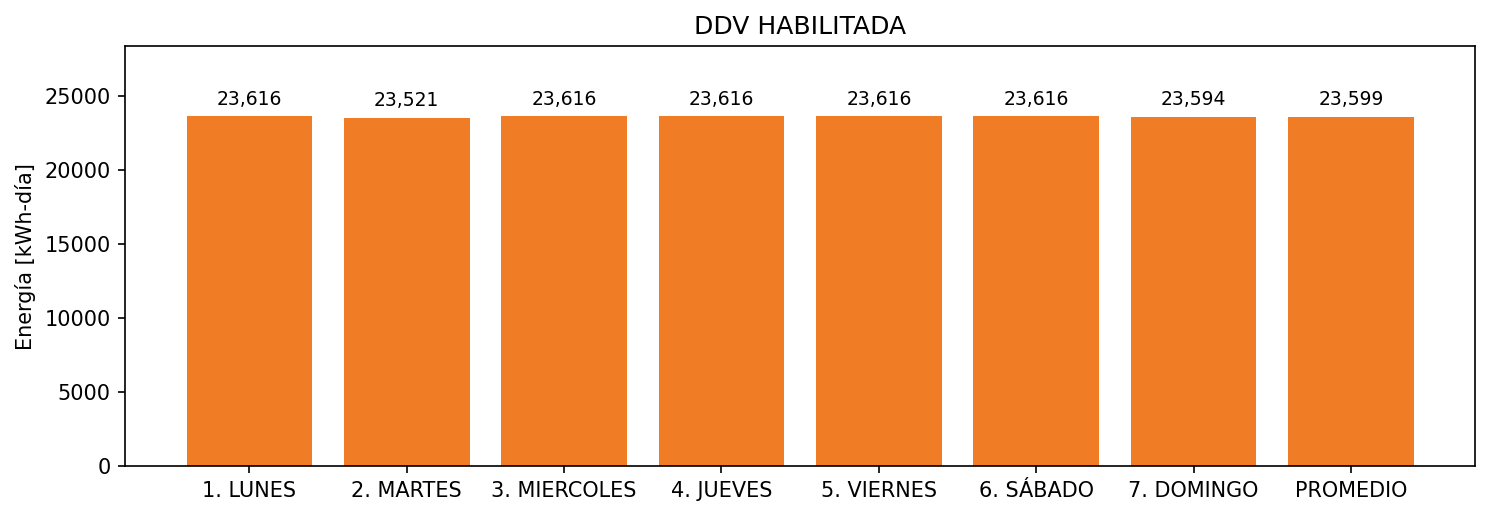 DDV HABILITADA
Energía [kWh-día]
25000
20000
15000
10000
5000
0
23,616 23,521 23,616 23,616 23,616 23,616 23,594 23,599
1. LUNES 2. MARTES 3. MIERCOLES 4. JUEVES 5. VIERNES 6. SÁBADO 7. DOMINGO PROMEDIO